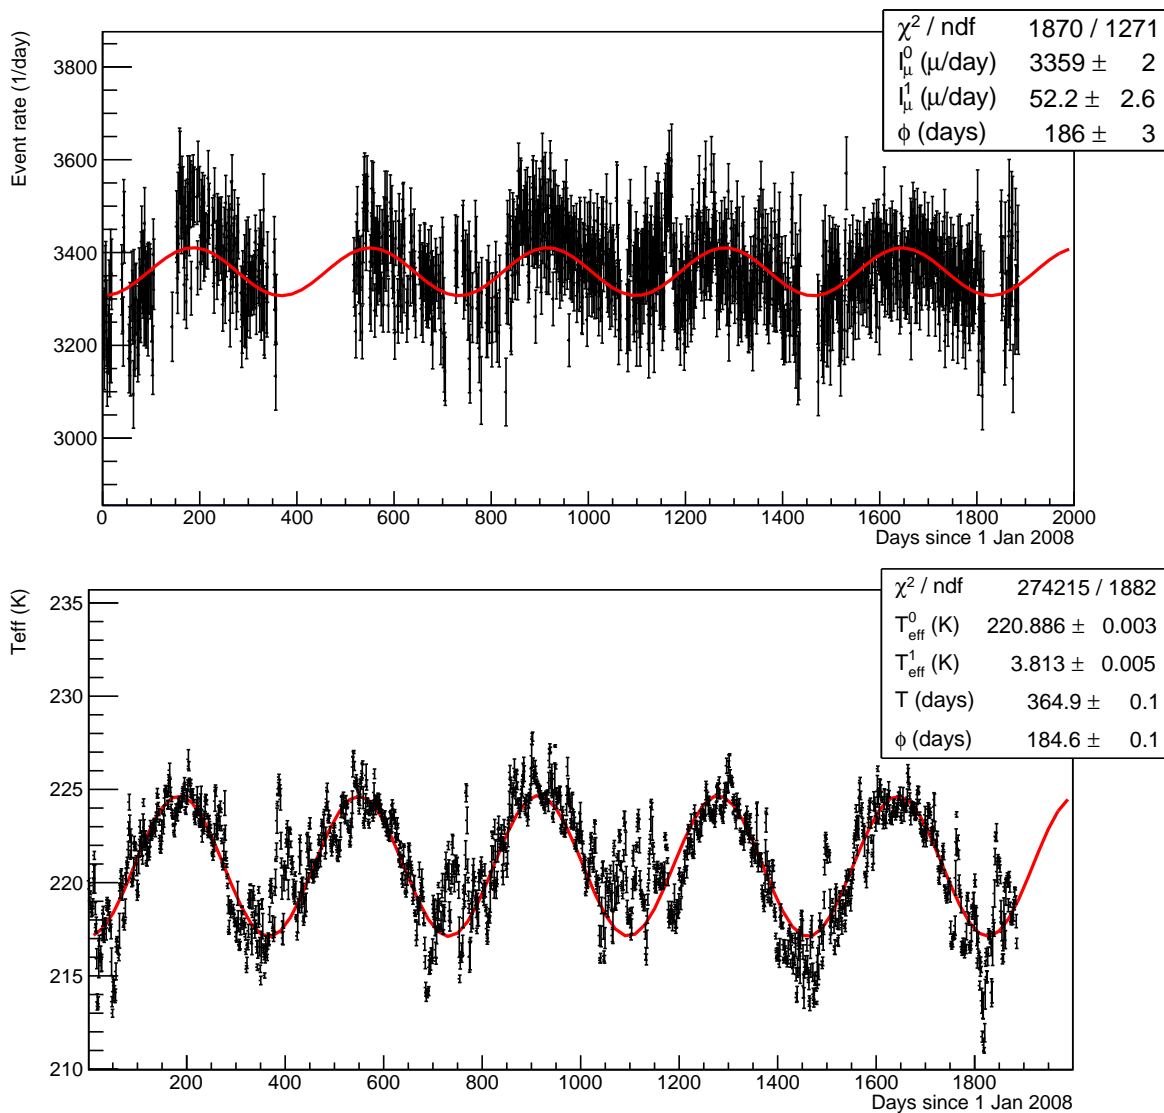 χ² / ndf 1870 / 1271
I⁰μ (μ/day) 3359 ± 2
I¹μ (μ/day) 52.2 ± 2.6
ϕ (days) 186 ± 3
Event rate (1/day)
3800
3600
3400
3200
3000
0 200 400 600 800 1000 1200 1400 1600 1800 2000
Days since 1 Jan 2008
χ² / ndf 274215 / 1882
T⁰eff (K) 220.886 ± 0.003
T¹eff (K) 3.813 ± 0.005
T (days) 364.9 ± 0.1
ϕ (days) 184.6 ± 0.1
Teff (K)
235
230
225
220
215
210
200 400 600 800 1000 1200 1400 1600 1800
Days since 1 Jan 2008